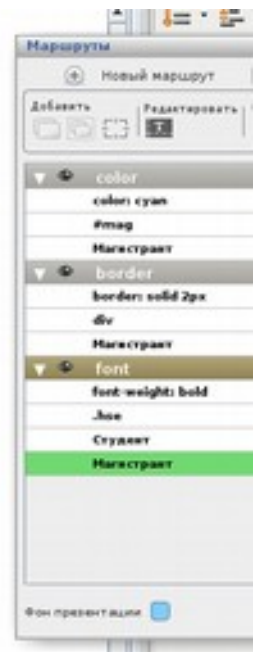 Маршруты
Новый маршрут
Добавить Редактировать
color
color: cyan
#mag
Магистрант
border
border: solid 2px
div
Магистрант
font
font-weight: bold
.hse
Студент
Магистрант
Фон презентации